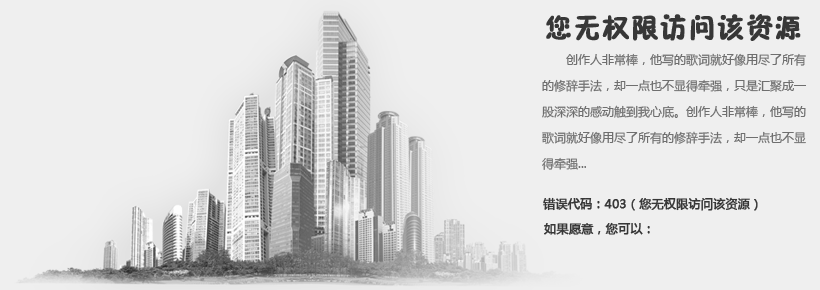 您无权限访问该资源
创作人非常棒，他写的歌词就好像用尽了所有
的修辞手法，却一点也不显得牵强，只是汇聚成一
股深深的感动触到我心底。创作人非常棒，他写的
歌词就好像用尽了所有的修辞手法，却一点也不显
得牵强...
错误代码：403（您无权限访问该资源）
如果愿意，您可以：